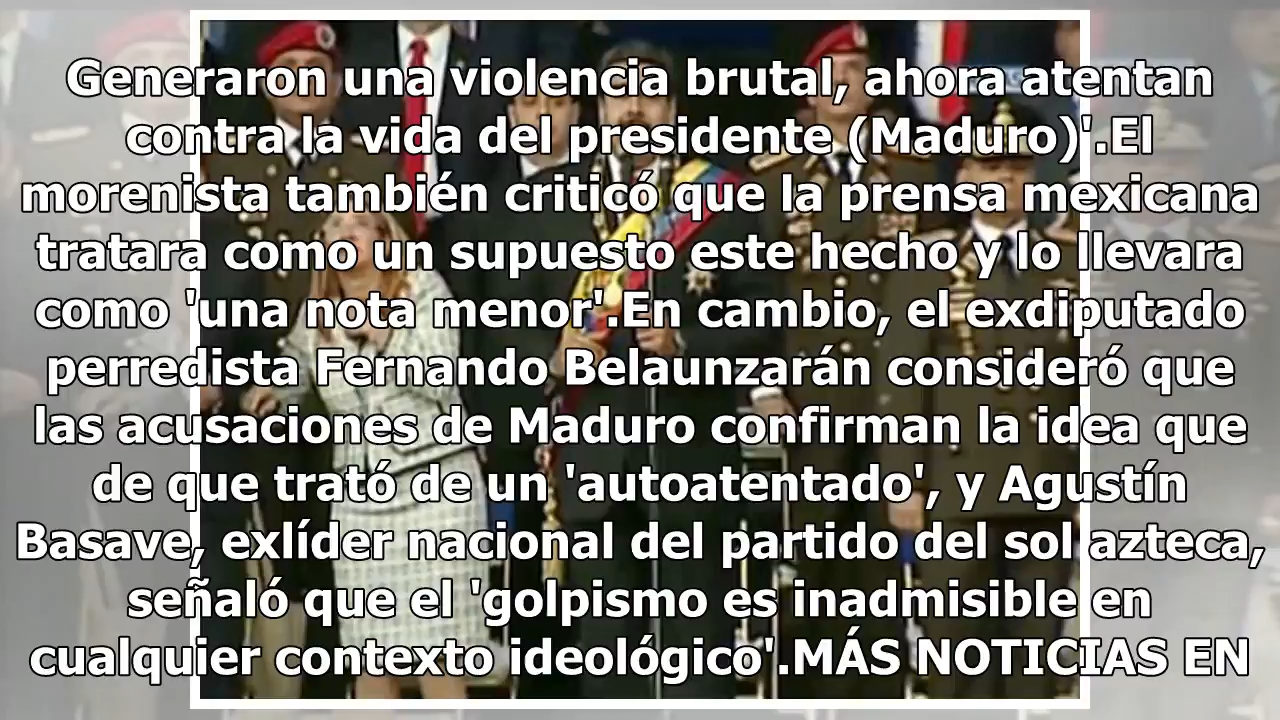 Generaron una violencia brutal, ahora atentan
contra la vida del presidente (Maduro)'.El
morenista también criticó que la prensa mexicana
tratara como un supuesto este hecho y lo llevara
como 'una nota menor'.En cambio, el exdiputado
perredista Fernando Belaunzarán consideró que
las acusaciones de Maduro confirman la idea que
de que trató de un 'autoatentado', y Agustín
Basave, exlíder nacional del partido del sol azteca,
señaló que el 'golpismo es inadmisible en
cualquier contexto ideológico'.MÁS NOTICIAS EN